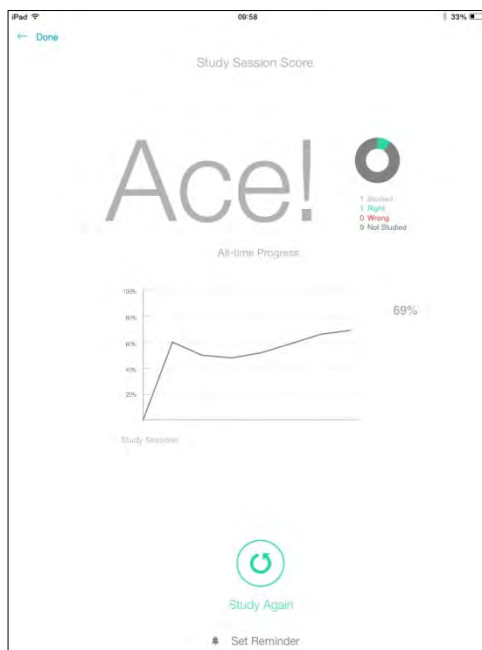 iPad 09:58 33%
← Done
Study Session Score
Ace!
1 Studied
1 Right
0 Wrong
9 Not Studied
All-time Progress
100%
80%
69%
60%
40%
20%
Study Sessions
Study Again
Set Reminder